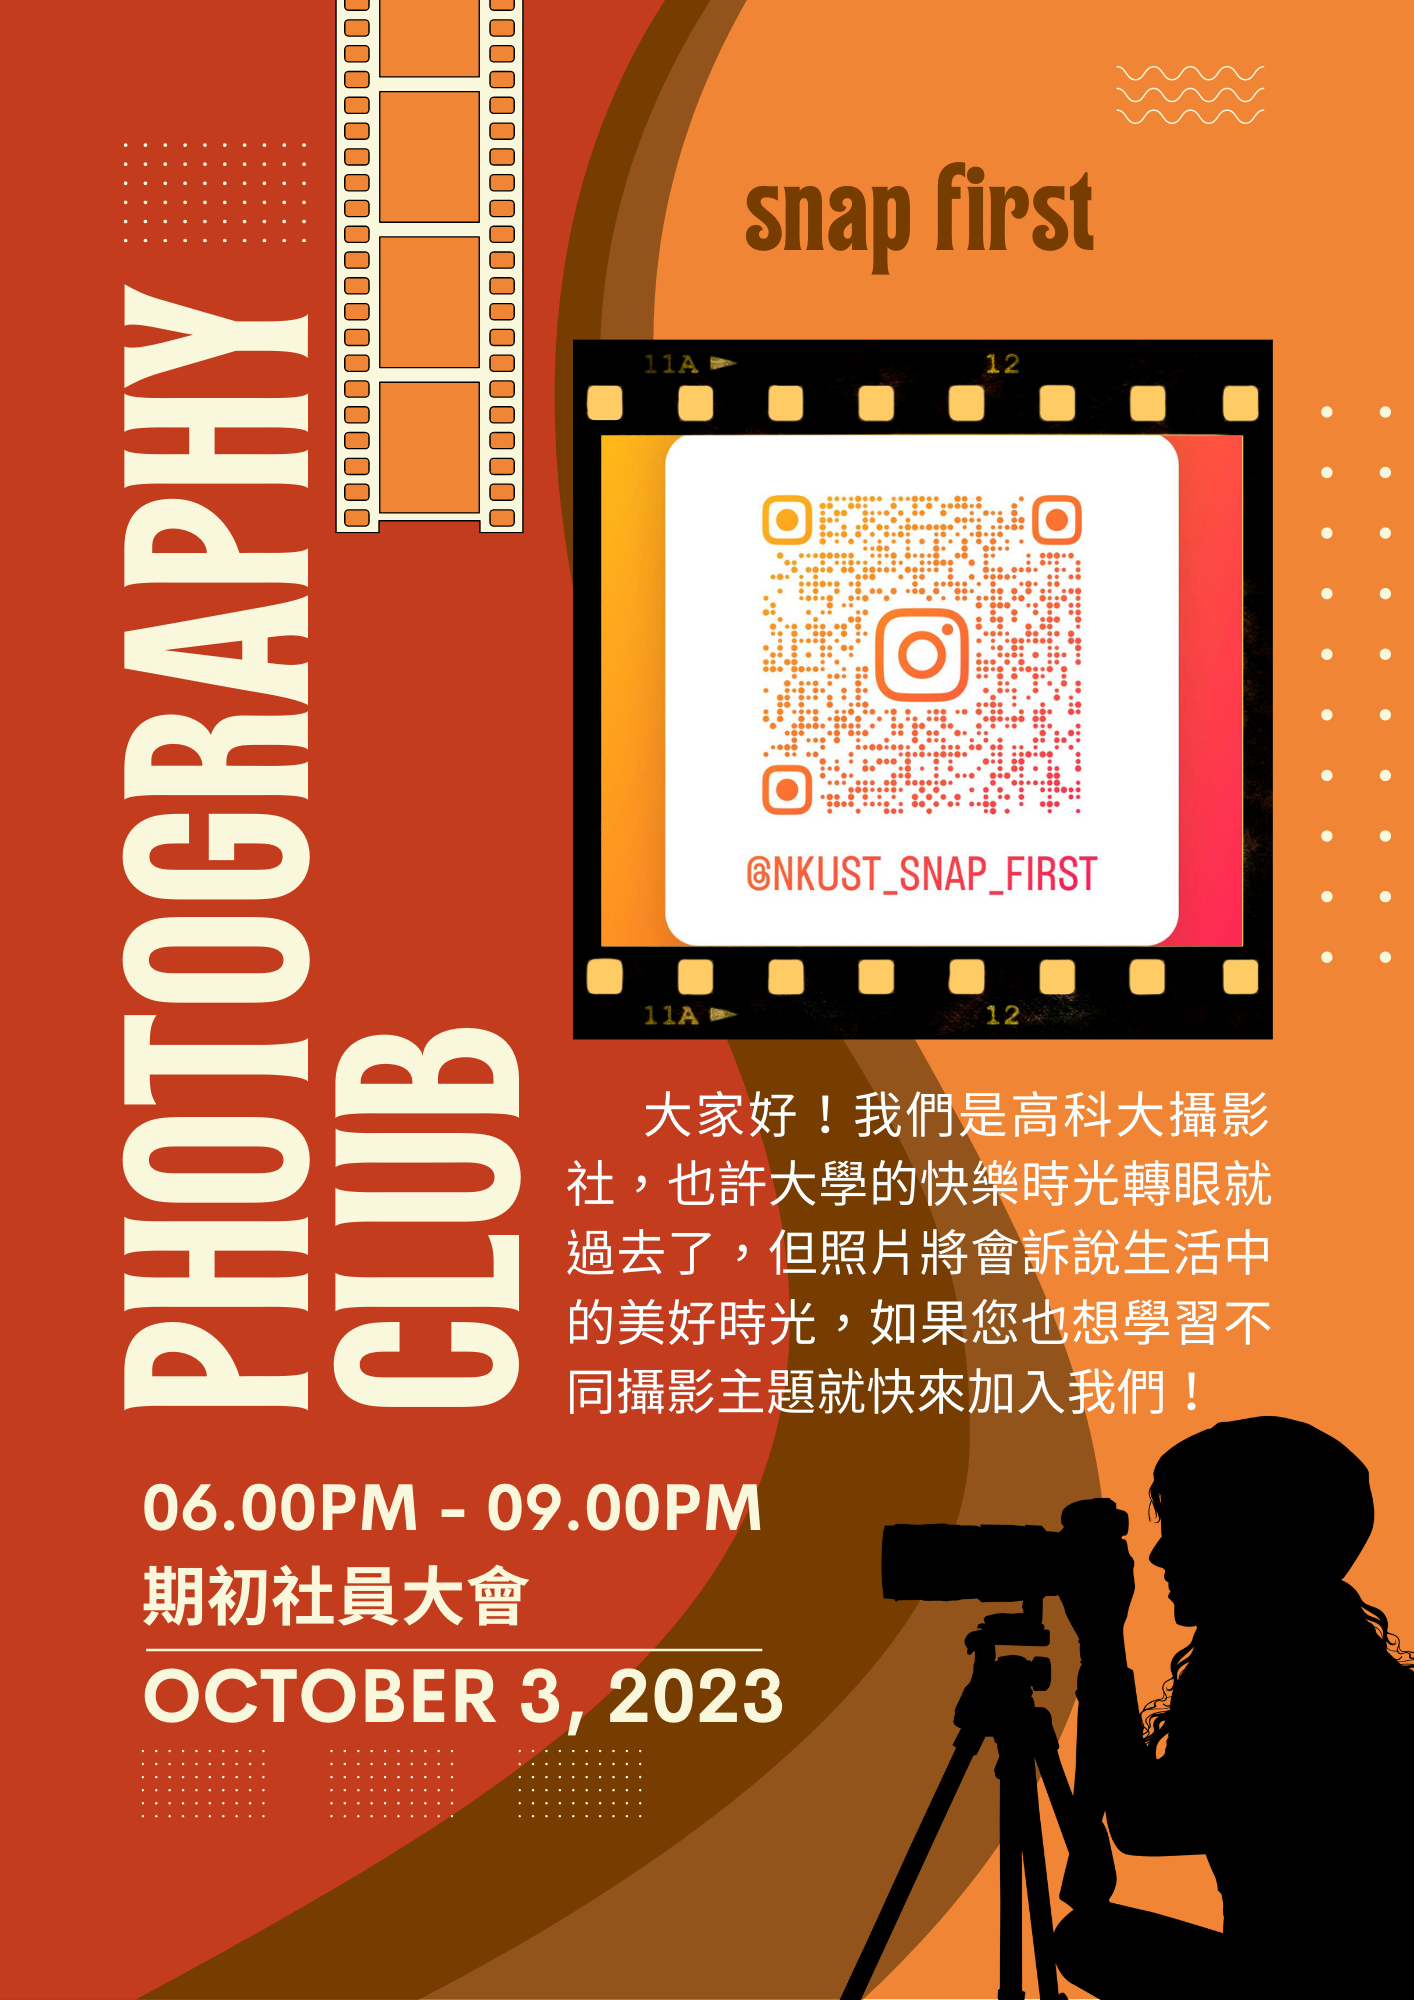 snap first
PHOTOGRAPHY
CLUB
11A
12
@NKUST_SNAP_FIRST
11A
12
大家好！我們是高科大攝影
社，也許大學的快樂時光轉眼就
過去了，但照片將會訴說生活中
的美好時光，如果您也想學習不
同攝影主題就快來加入我們！
06.00PM - 09.00PM
期初社員大會
OCTOBER 3, 2023